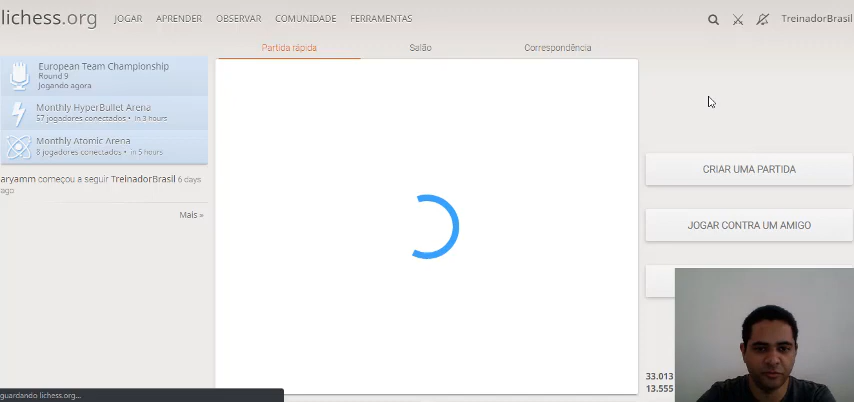 lichess.org JOGAR APRENDER OBSERVAR COMUNIDADE FERRAMENTAS TreinadorBrasil
Partida rápida Salão Correspondência
European Team Championship
Round 9
Jogando agora
Monthly HyperBullet Arena
57 jogadores conectados • in 3 hours
Monthly Atomic Arena
8 jogadores conectados • in 5 hours
aryamm começou a seguir TreinadorBrasil 6 days
ago
Mais »
CRIAR UMA PARTIDA
JOGAR CONTRA UM AMIGO
33.013
13.555
guardando lichess.org...